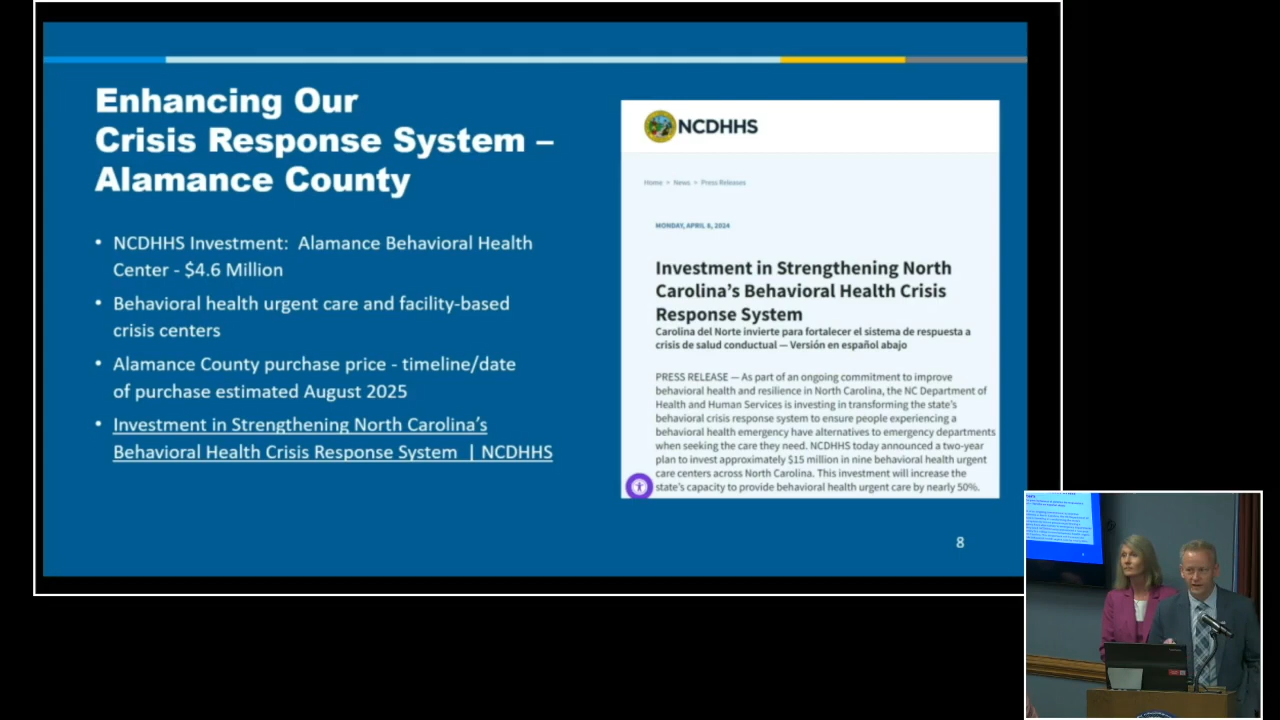 Enhancing Our
Crisis Response System –
Alamance County
• NCDHHS Investment:  Alamance Behavioral Health
Center - $4.6 Million
• Behavioral health urgent care and facility-based
crisis centers
• Alamance County purchase price - timeline/date
of purchase estimated August 2025
• Investment in Strengthening North Carolina’s
Behavioral Health Crisis Response System | NCDHHS
NCDHHS
Home » News » Press Releases
MONDAY, APRIL 8, 2024
Investment in Strengthening North
Carolina’s Behavioral Health Crisis
Response System
Carolina del Norte invierte para fortalecer el sistema de respuesta a
crisis de salud conductual — Versión en español abajo
PRESS RELEASE — As part of an ongoing commitment to improve
behavioral health and resilience in North Carolina, the NC Department of
Health and Human Services is investing in transforming the state’s
behavioral crisis response system to ensure people experiencing a
behavioral health emergency have alternatives to emergency departments
when seeking the care they need. NCDHHS today announced a two-year
plan to invest approximately $15 million in nine behavioral health urgent
care centers across North Carolina. This investment will increase the
state’s capacity to provide behavioral health urgent care by nearly 50%.
8